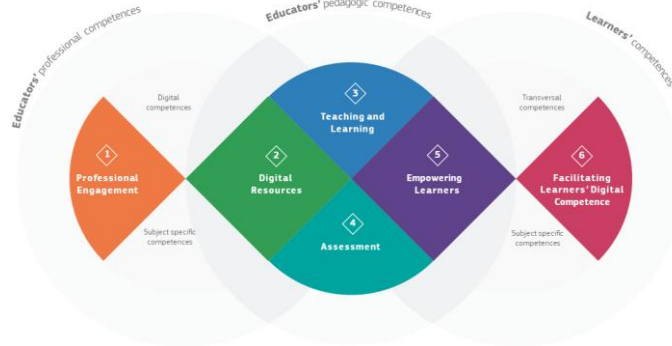 Educators' professional competences
Educators' pedagogic competences
Learners' competences
Digital
competences
Transversal
competences
1
Professional
Engagement
2
Digital
Resources
3
Teaching and
Learning
4
Assessment
5
Empowering
Learners
6
Facilitating
Learners' Digital
Competence
Subject specific
competences
Subject specific
competences